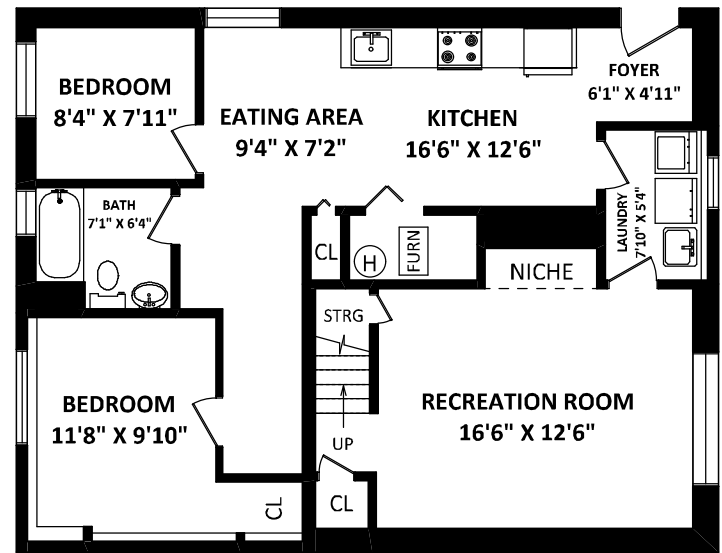 BEDROOM
8'4" X 7'11"
EATING AREA
9'4" X 7'2"
KITCHEN
16'6" X 12'6"
FOYER
6'1" X 4'11"
BATH
7'1" X 6'4"
LAUNDRY
7'10" X 5'4"
CL
H
FURN
NICHE
STRG
BEDROOM
11'8" X 9'10"
RECREATION ROOM
16'6" X 12'6"
UP
CL
CL